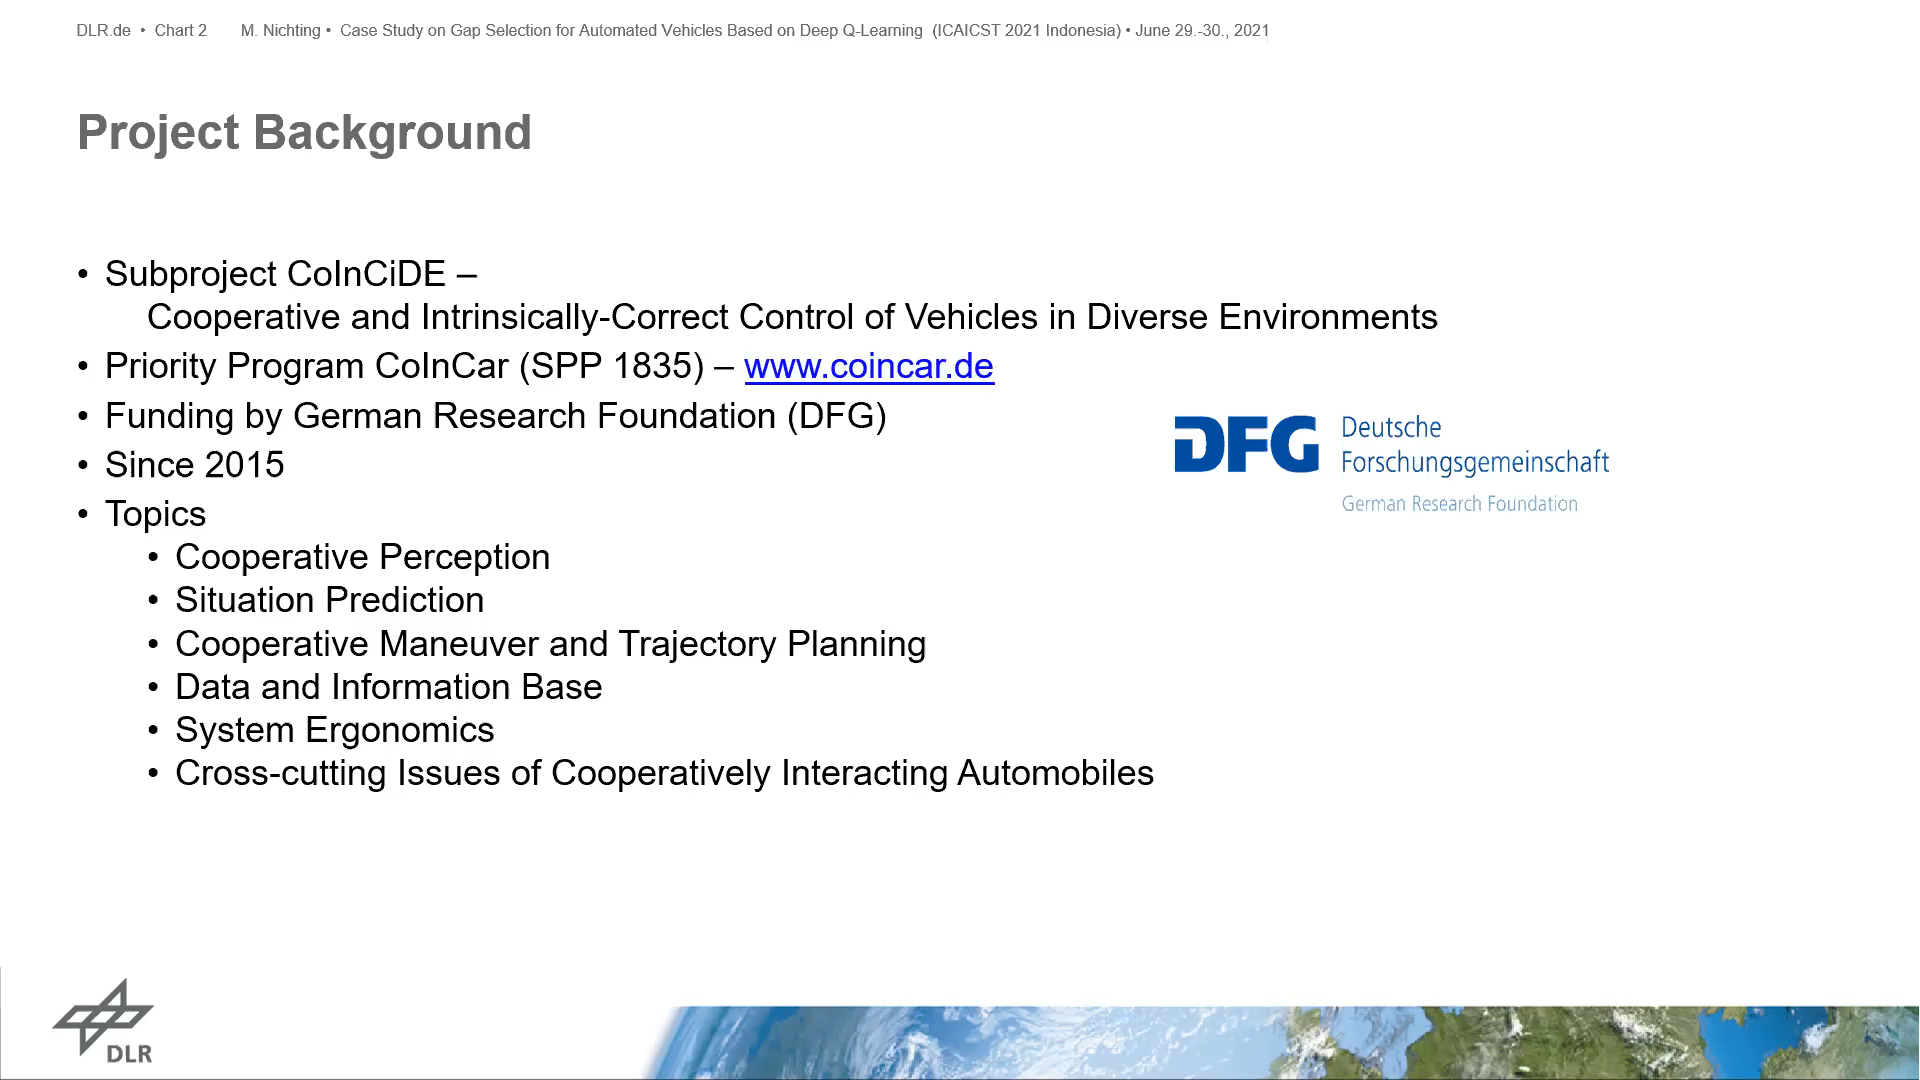 DLR.de • Chart 2 M. Nichting • Case Study on Gap Selection for Automated Vehicles Based on Deep Q-Learning (ICAICST 2021 Indonesia) • June 29.-30., 2021
Project Background
• Subproject CoInCiDE –
Cooperative and Intrinsically-Correct Control of Vehicles in Diverse Environments
• Priority Program CoInCar (SPP 1835) – www.coincar.de
• Funding by German Research Foundation (DFG)
• Since 2015
• Topics
• Cooperative Perception
• Situation Prediction
• Cooperative Maneuver and Trajectory Planning
• Data and Information Base
• System Ergonomics
• Cross-cutting Issues of Cooperatively Interacting Automobiles
DFG Deutsche
Forschungsgemeinschaft
German Research Foundation
DLR